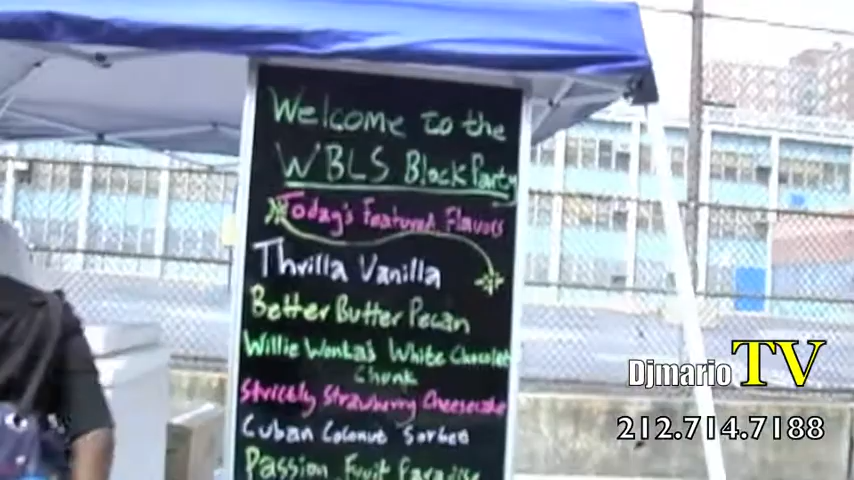 Welcome to the
WBLS Block Party
Today's Featured Flavors
Thrilla Vanilla
Better Butter Pecan
Willie Wonka's White Chocolate
Chunk
Strictly Strawberry Cheesecake
Cuban Coconut Sorbet
Passion Fruit Paradise
Djmario TV
212.714.7188